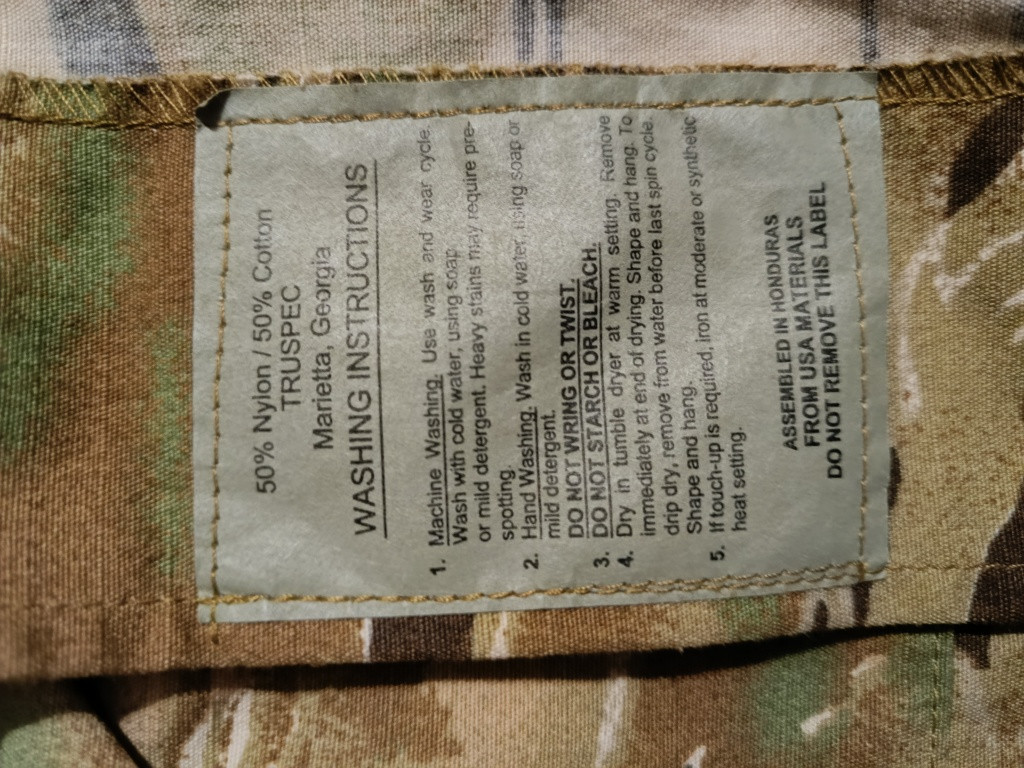 50% Nylon / 50% Cotton
TRUSPEC
Marietta, Georgia
WASHING INSTRUCTIONS
1. Machine Washing. Use wash and wear cycle.
Wash with cold water, using soap
or mild detergent. Heavy stains may require pre-
spotting.
2. Hand Washing. Wash in cold water, using soap or
mild detergent.
DO NOT WRING OR TWIST.
3. DO NOT STARCH OR BLEACH.
4. Dry in tumble dryer at warm setting. Remove
immediately at end of drying. Shape and hang. To
drip dry, remove from water before last spin cycle.
Shape and hang.
5. If touch-up is required, iron at moderate or synthetic
heat setting.
ASSEMBLED IN HONDURAS
FROM USA MATERIALS
DO NOT REMOVE THIS LABEL